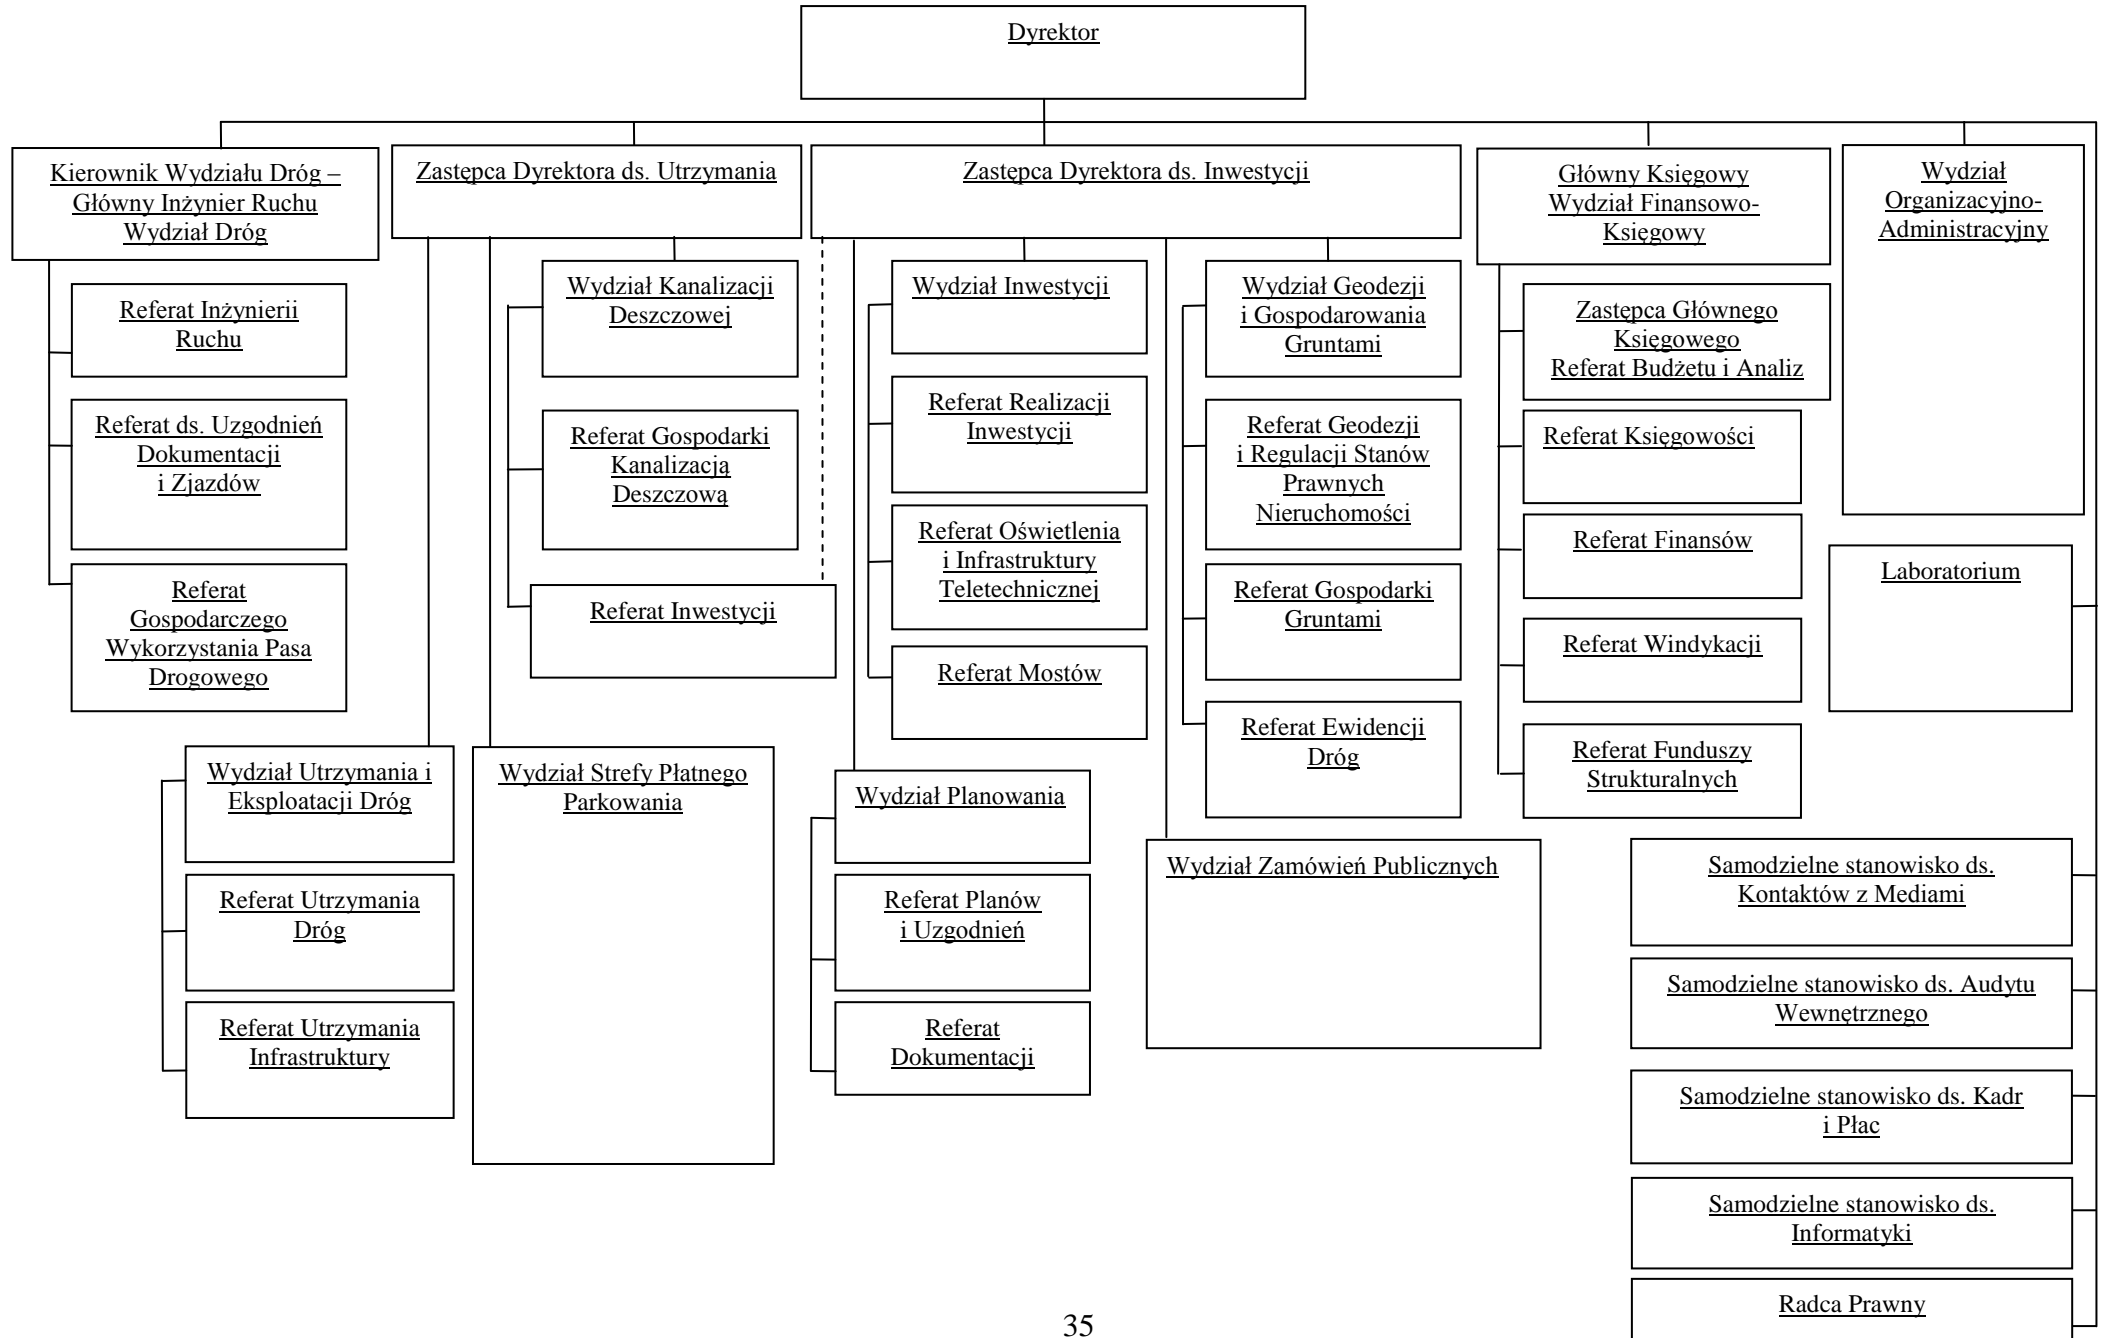 Dyrektor
Kierownik Wydziału Dróg –
Główny Inżynier Ruchu
Wydział Dróg
Referat Inżynierii
Ruchu
Referat ds. Uzgodnień
Dokumentacji
i Zjazdów
Referat
Gospodarczego
Wykorzystania Pasa
Drogowego
Zastępca Dyrektora ds. Utrzymania
Wydział Kanalizacji
Deszczowej
Referat Gospodarki
Kanalizacją
Deszczową
Referat Inwestycji
Wydział Utrzymania i
Eksploatacji Dróg
Referat Utrzymania
Dróg
Referat Utrzymania
Infrastruktury
Wydział Strefy Płatnego
Parkowania
Zastępca Dyrektora ds. Inwestycji
Wydział Inwestycji
Referat Realizacji
Inwestycji
Referat Oświetlenia
i Infrastruktury
Teletechnicznej
Referat Mostów
Wydział Planowania
Referat Planów
i Uzgodnień
Referat
Dokumentacji
Wydział Geodezji
i Gospodarowania
Gruntami
Referat Geodezji
i Regulacji Stanów
Prawnych
Nieruchomości
Referat Gospodarki
Gruntami
Referat Ewidencji
Dróg
Wydział Zamówień Publicznych
Główny Księgowy
Wydział Finansowo-
Księgowy
Zastępca Głównego
Księgowego
Referat Budżetu i Analiz
Referat Księgowości
Referat Finansów
Referat Windykacji
Referat Funduszy
Strukturalnych
Wydział
Organizacyjno-
Administracyjny
Laboratorium
Samodzielne stanowisko ds.
Kontaktów z Mediami
Samodzielne stanowisko ds. Audytu
Wewnętrznego
Samodzielne stanowisko ds. Kadr
i Płac
Samodzielne stanowisko ds.
Informatyki
Radca Prawny
35